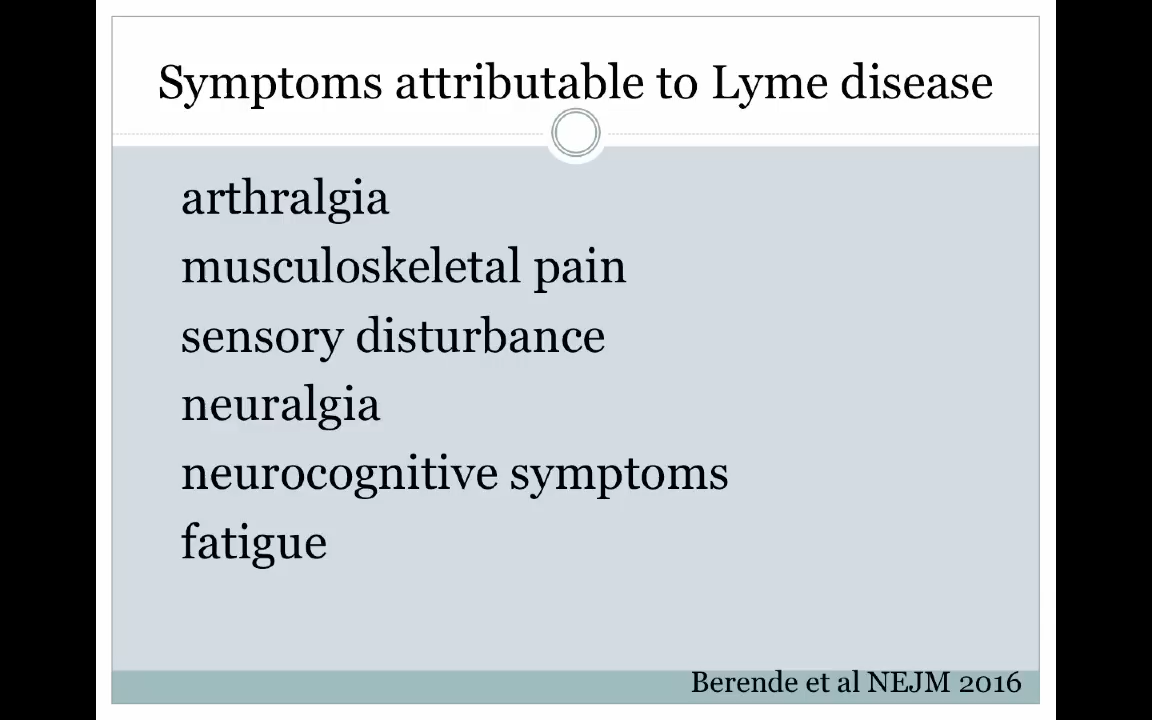 Symptoms attributable to Lyme disease
arthralgia
musculoskeletal pain
sensory disturbance
neuralgia
neurocognitive symptoms
fatigue
Berende et al NEJM 2016